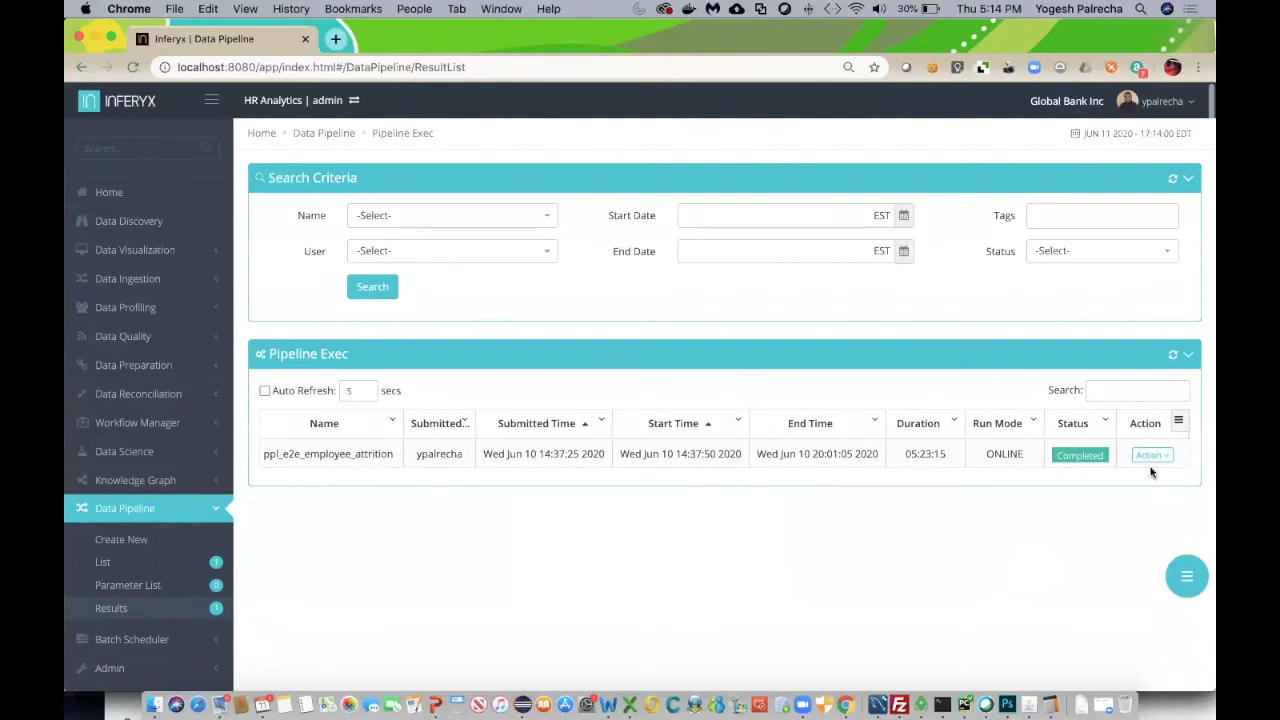 Chrome File Edit View History Bookmarks People Tab Window Help 30% Thu 5:14 PM Yogesh Palrecha
Inferyx | Data Pipeline
localhost:8080/app/index.html#/DataPipeline/ResultList
INFERYX HR Analytics | admin Global Bank Inc ypalrecha
Home Data Pipeline Pipeline Exec JUN 11 2020 - 17:14:00 EDT
Search...
Home
Data Discovery
Data Visualization
Data Ingestion
Data Profiling
Data Quality
Data Preparation
Data Reconciliation
Workflow Manager
Data Science
Knowledge Graph
Data Pipeline
Create New
List 1
Parameter List 0
Results 1
Batch Scheduler
Admin
Search Criteria
Name -Select- Start Date EST Tags
User -Select- End Date EST Status -Select-
Search
Pipeline Exec
Auto Refresh: 5 secs Search:
Name Submitted... Submitted Time Start Time End Time Duration Run Mode Status Action
ppl_e2e_employee_attrition ypalrecha Wed Jun 10 14:37:25 2020 Wed Jun 10 14:37:50 2020 Wed Jun 10 20:01:05 2020 05:23:15 ONLINE Completed Action